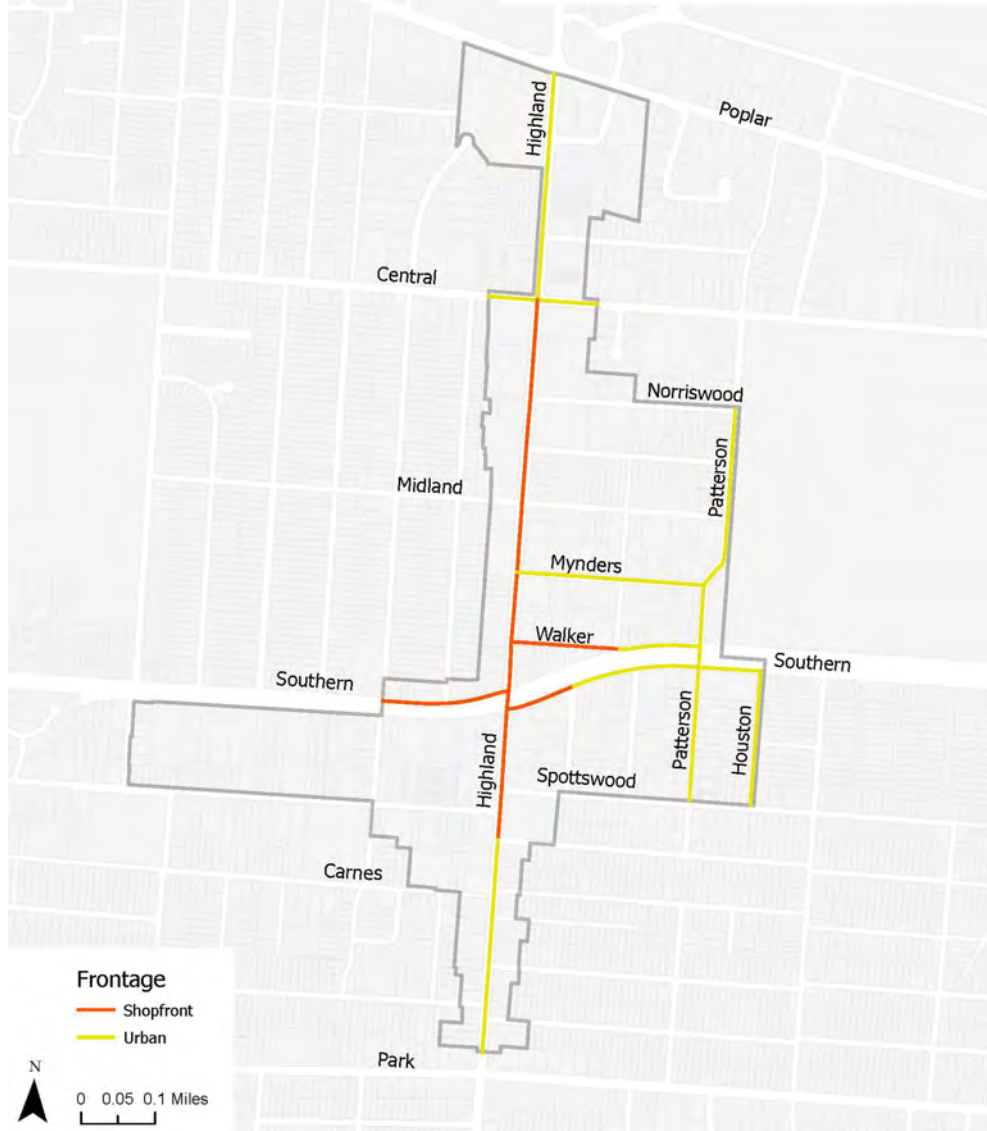 Highland
Poplar
Central
Norriswood
Patterson
Midland
Mynders
Walker
Southern
Southern
Highland
Patterson
Houston
Spottswood
Carnes
Frontage
Shopfront
Urban
Park
N
0 0.05 0.1 Miles